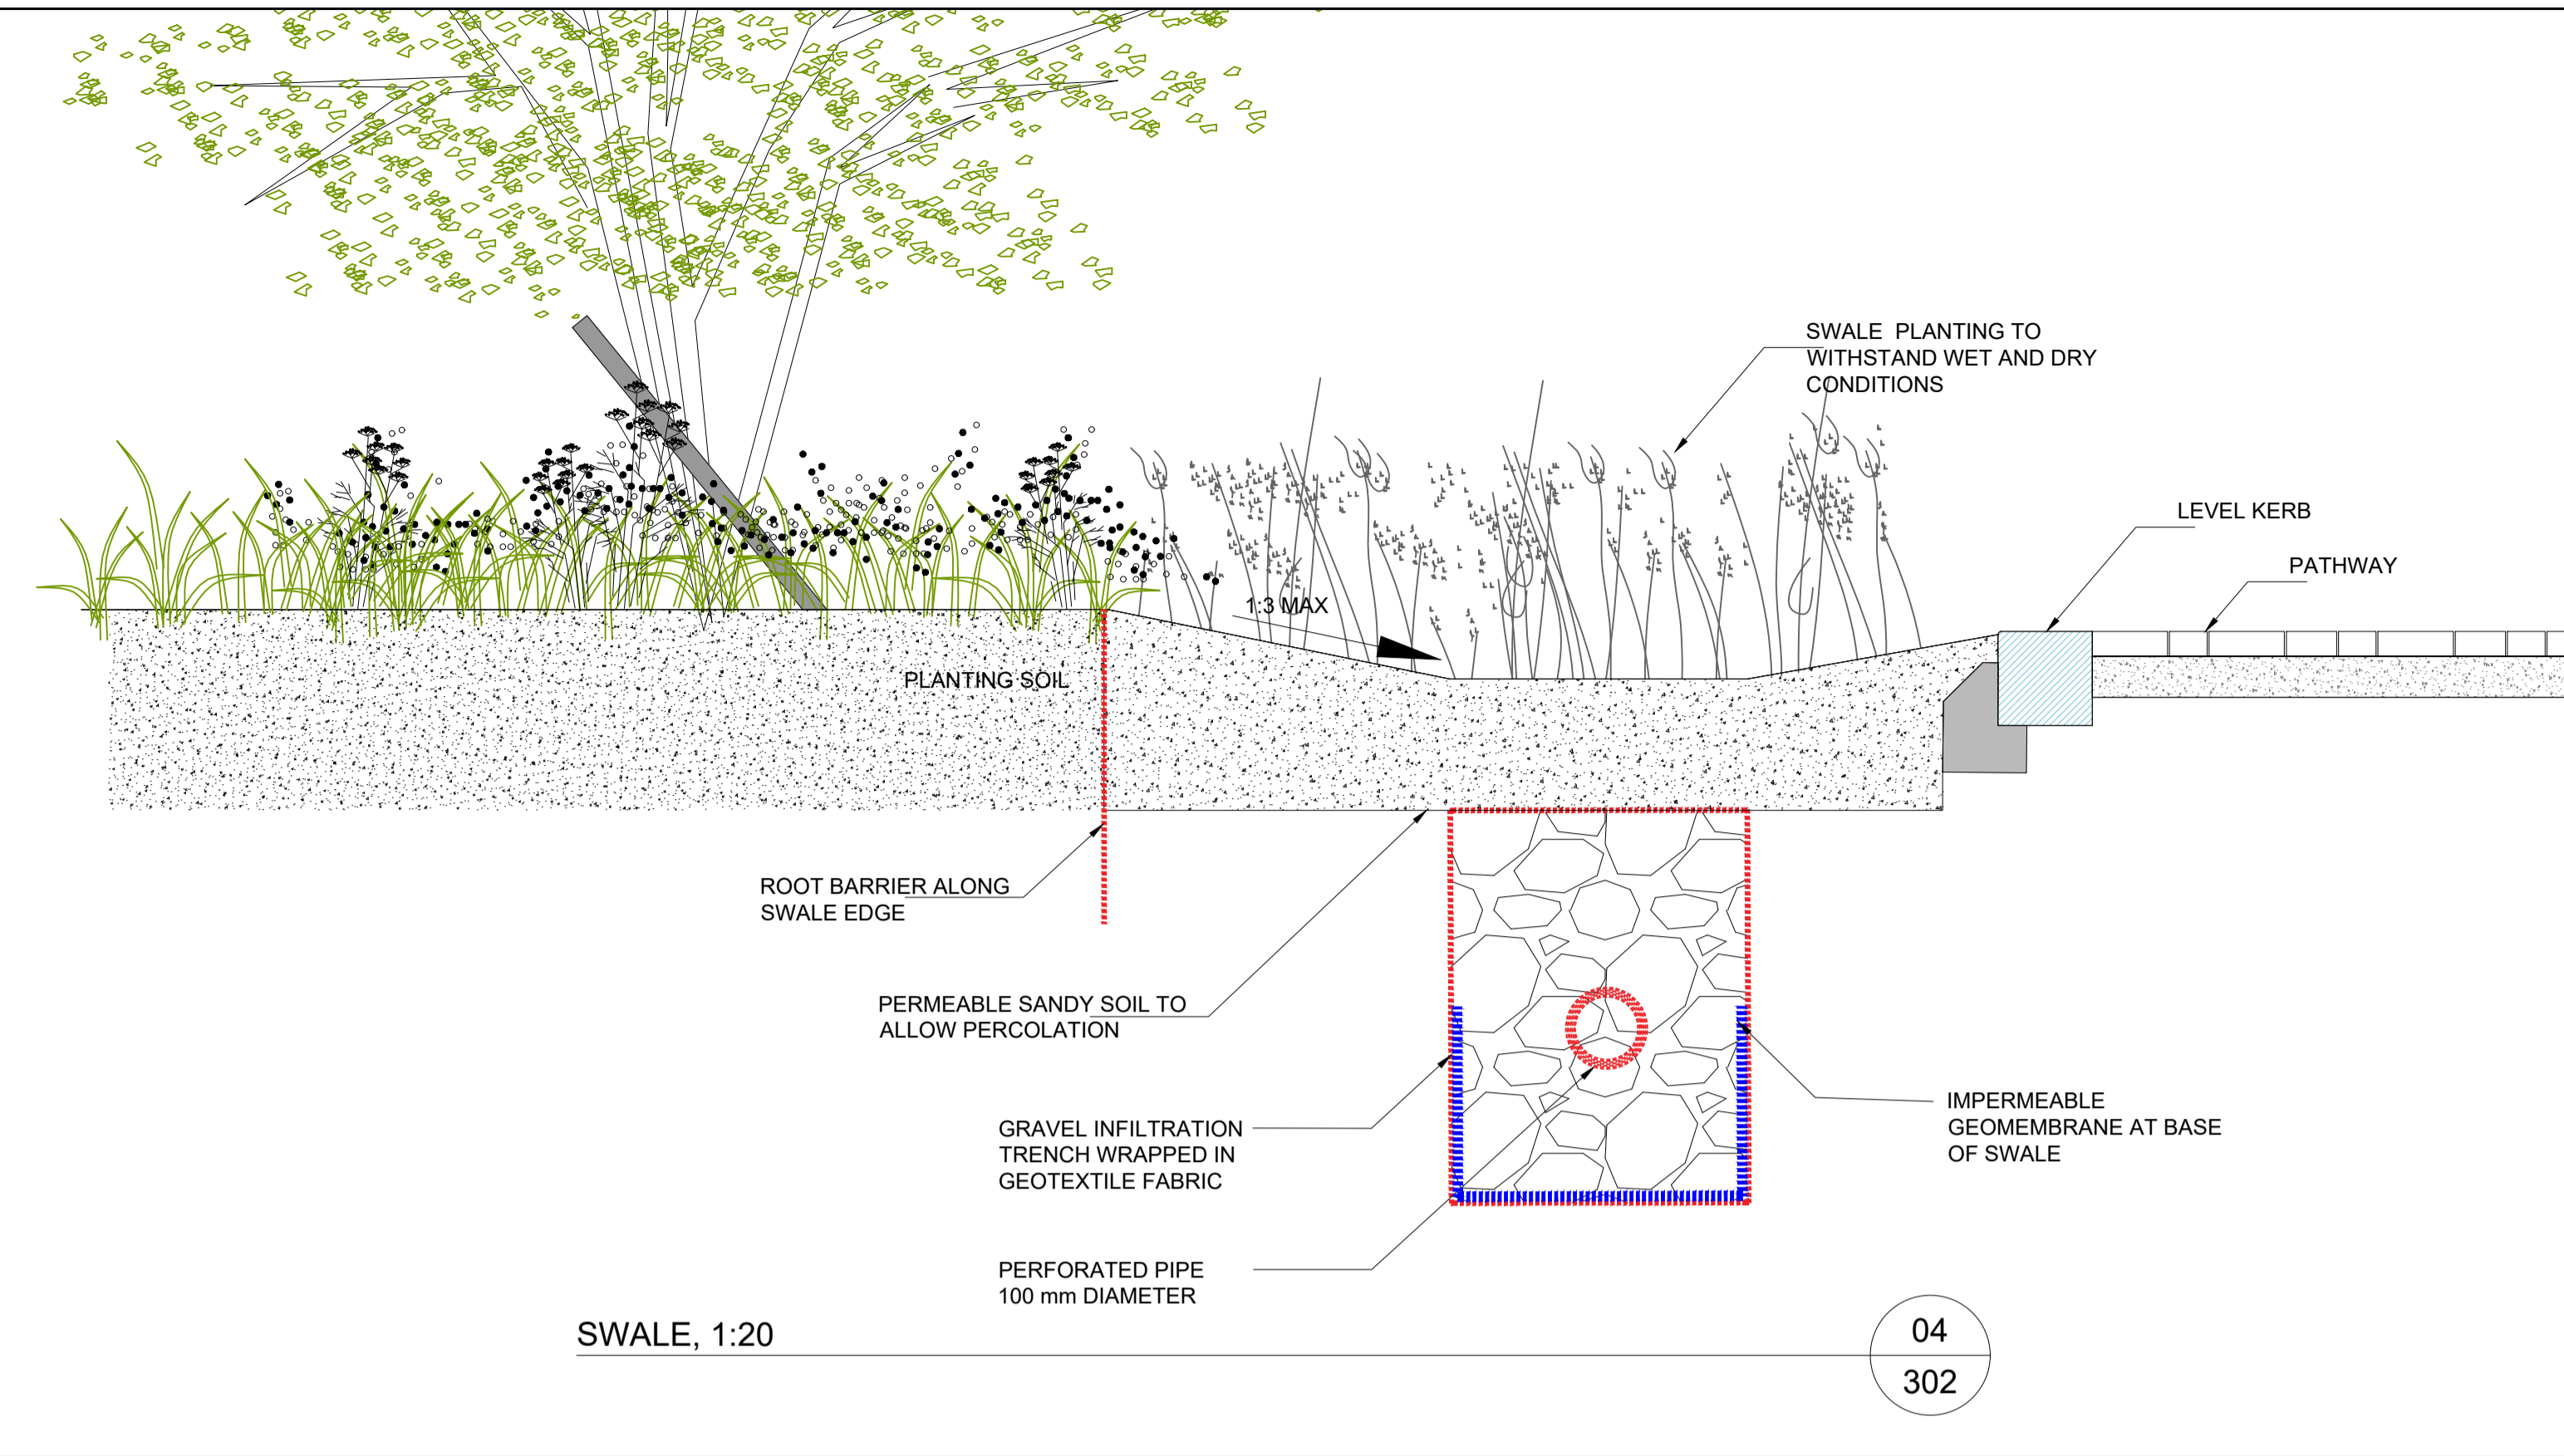 SWALE PLANTING TO
WITHSTAND WET AND DRY
CONDITIONS
LEVEL KERB
PATHWAY
1:3 MAX
PLANTING SOIL
ROOT BARRIER ALONG
SWALE EDGE
PERMEABLE SANDY SOIL TO
ALLOW PERCOLATION
GRAVEL INFILTRATION
TRENCH WRAPPED IN
GEOTEXTILE FABRIC
IMPERMEABLE
GEOMEMBRANE AT BASE
OF SWALE
PERFORATED PIPE
100 mm DIAMETER
SWALE, 1:20
04
302